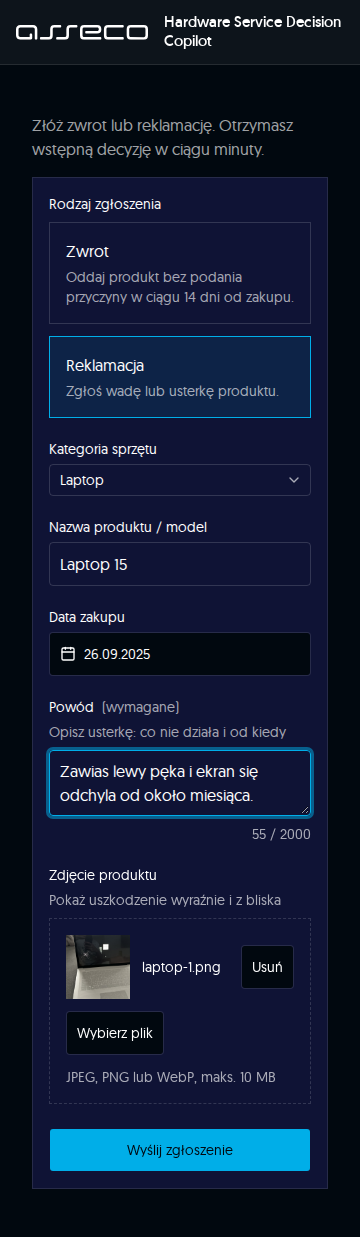 asseco
Hardware Service Decision
Copilot
Złóż zwrot lub reklamację. Otrzymasz
wstępną decyzję w ciągu minuty.
Rodzaj zgłoszenia
Zwrot
Oddaj produkt bez podania
przyczyny w ciągu 14 dni od zakupu.
Reklamacja
Zgłoś wadę lub usterkę produktu.
Kategoria sprzętu
Laptop
Nazwa produktu / model
Laptop 15
Data zakupu
26.09.2025
Powód (wymagane)
Opisz usterkę: co nie działa i od kiedy
Zawias lewy pęka i ekran się
odchyla od około miesiąca.
55 / 2000
Zdjęcie produktu
Pokaż uszkodzenie wyraźnie i z bliska
laptop-1.png
Usuń
Wybierz plik
JPEG, PNG lub WebP, maks. 10 MB
Wyślij zgłoszenie